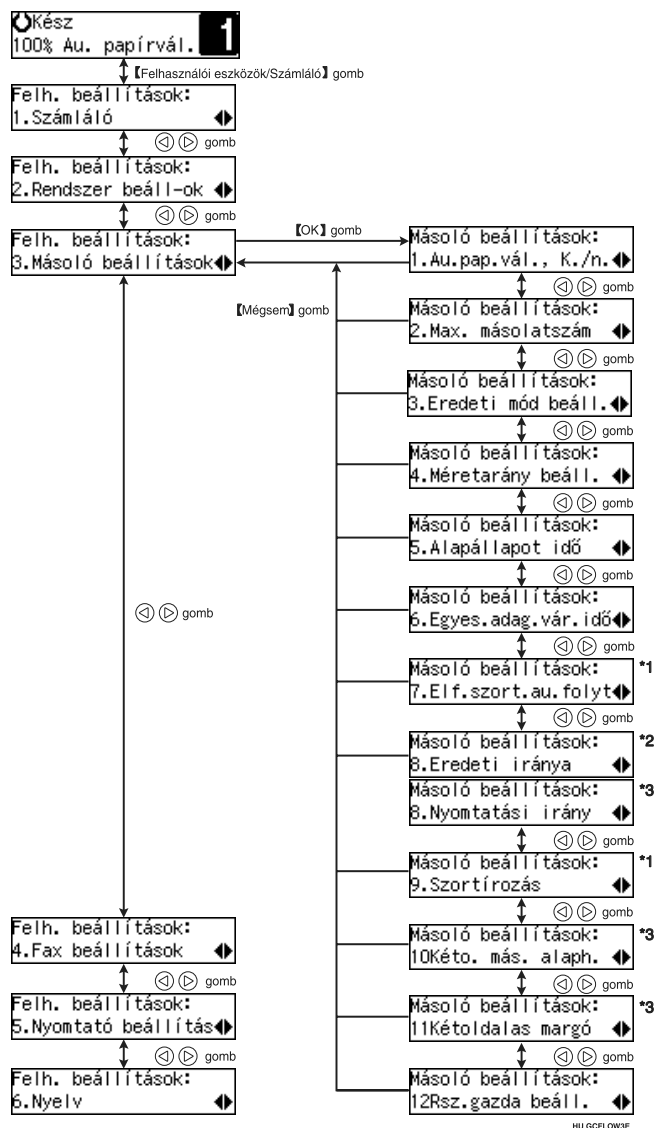 Kész
100% Au. papírvál. 1
【Felhasználói eszközök/Számláló】 gomb
Felh. beállítások:
1.Számláló
gomb
Felh. beállítások:
2.Rendszer beáll-ok
gomb
Felh. beállítások:
3.Másoló beállítások
【OK】 gomb
【Mégsem】 gomb
gomb
Felh. beállítások:
4.Fax beállítások
gomb
Felh. beállítások:
5.Nyomtató beállítás
gomb
Felh. beállítások:
6.Nyelv
Másoló beállítások:
1.Au.pap.vál., K./n.
gomb
Másoló beállítások:
2.Max. másolatszám
gomb
Másoló beállítások:
3.Eredeti mód beáll.
gomb
Másoló beállítások:
4.Méretarány beáll.
gomb
Másoló beállítások:
5.Alapállapot idő
gomb
Másoló beállítások:
6.Egyes.adag.vár.idő
gomb
Másoló beállítások: *1
7.Elf.szort.au.folyt
gomb
Másoló beállítások: *2
8.Eredeti iránya
Másoló beállítások: *3
8.Nyomtatási irány
gomb
Másoló beállítások: *1
9.Szortírozás
gomb
Másoló beállítások: *3
10Kéto. más. alaph.
gomb
Másoló beállítások: *3
11Kétoldalas margó
gomb
Másoló beállítások:
12Rsz.gazda beáll.
HU GCFLOW3E